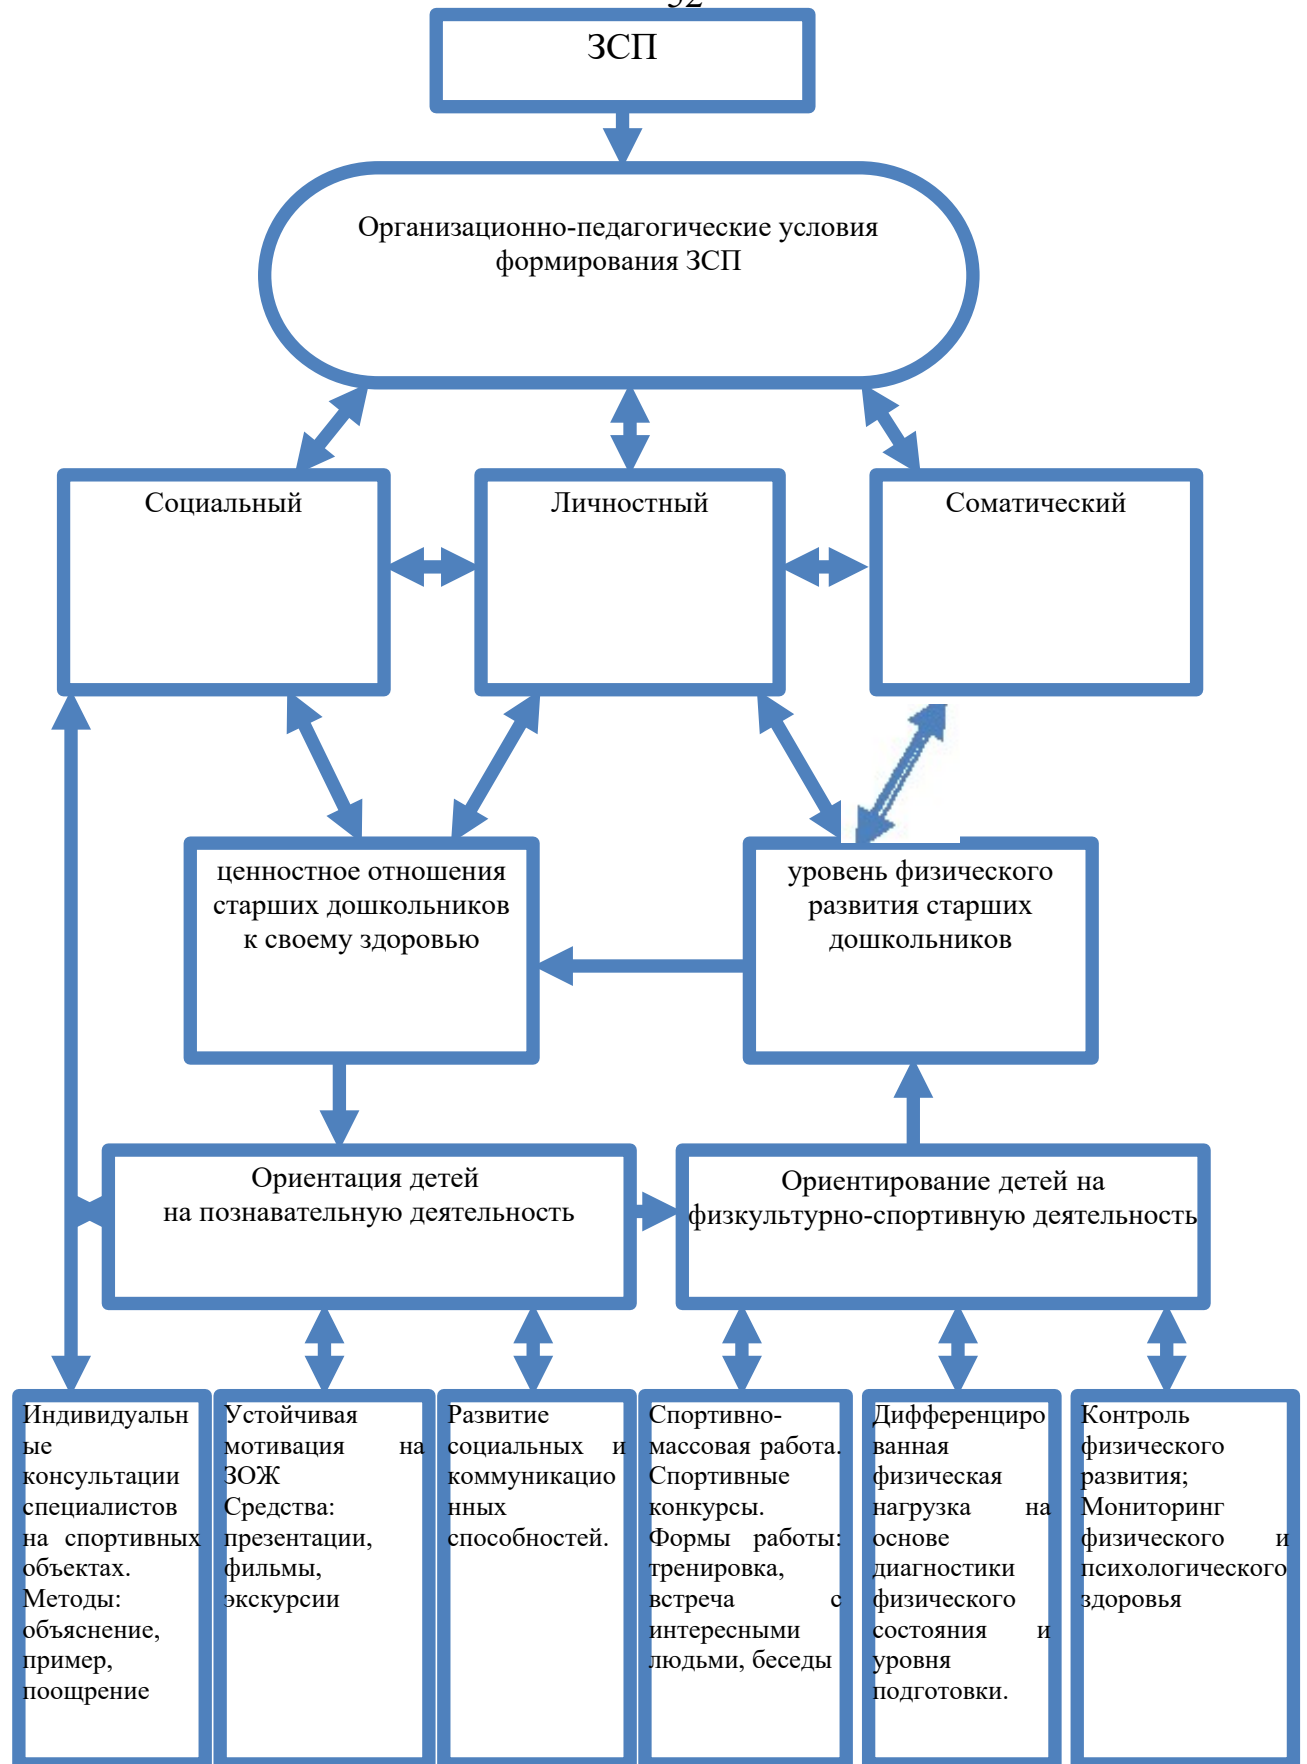 ЗСП
Организационно-педагогические условия
формирования ЗСП
Социальный
Личностный
Соматический
ценностное отношения
старших дошкольников
к своему здоровью
уровень физического
развития старших
дошкольников
Ориентация детей
на познавательную деятельность
Ориентирование детей на
физкультурно-спортивную деятельность
Индивидуальн
ые
консультации
специалистов
на спортивных
объектах.
Методы:
объяснение,
пример,
поощрение
Устойчивая
мотивация на
ЗОЖ
Средства:
презентации,
фильмы,
экскурсии
Развитие
социальных и
коммуникацио
нных
способностей.
Спортивно-
массовая работа.
Спортивные
конкурсы.
Формы работы:
тренировка,
встреча с
интересными
людьми, беседы
Дифференциро
ванная
физическая
нагрузка на
основе
диагностики
физического
состояния и
уровня
подготовки.
Контроль
физического
развития;
Мониторинг
физического и
психологического
здоровья